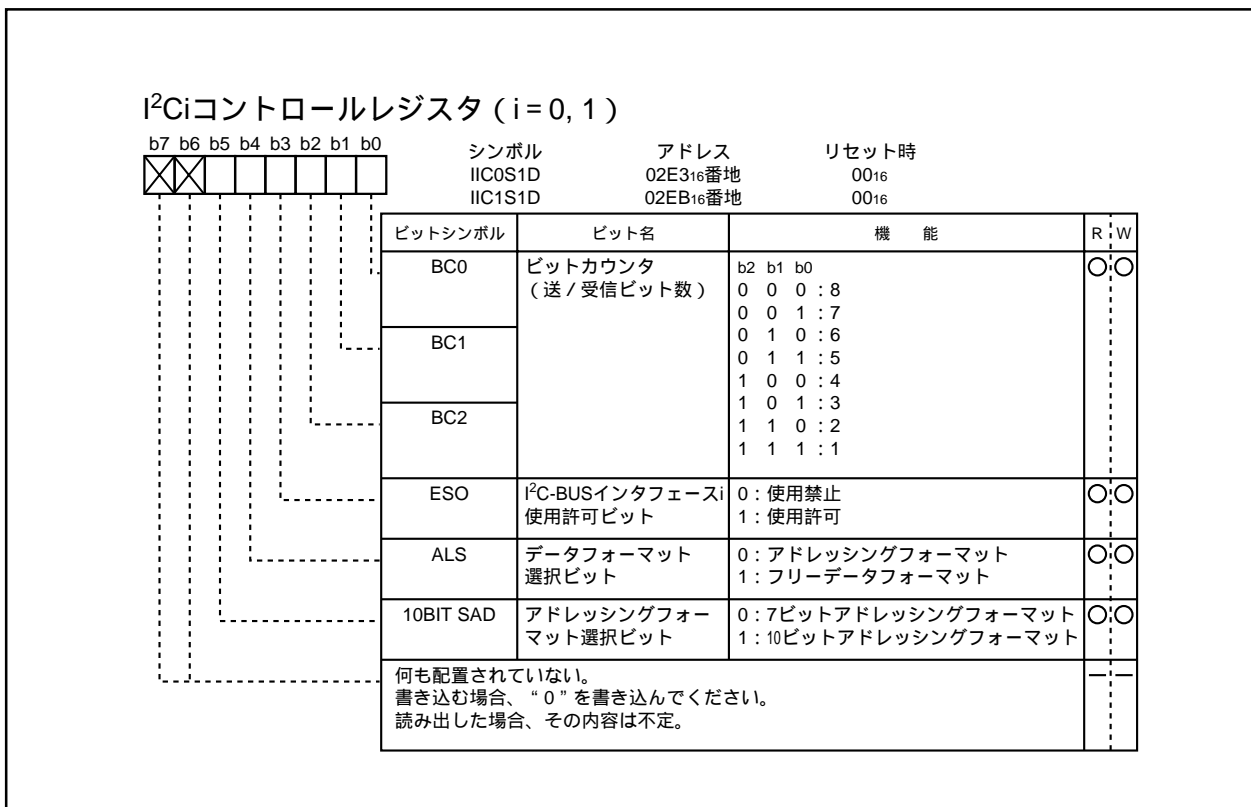 I²Ciコントロールレジスタ（i = 0, 1）
b7 b6 b5 b4 b3 b2 b1 b0
シンボル アドレス リセット時
IIC0S1D 02E3₁₆番地 00₁₆
IIC1S1D 02EB₁₆番地 00₁₆
ビットシンボル ビット名 機 能 R W
BC0 ビットカウンタ
（送／受信ビット数）
b2 b1 b0
0 0 0：8
0 0 1：7
0 1 0：6
0 1 1：5
1 0 0：4
1 0 1：3
1 1 0：2
1 1 1：1
○ ○
BC1
BC2
ESO I²C-BUSインタフェースi
使用許可ビット
0：使用禁止
1：使用許可
○ ○
ALS データフォーマット
選択ビット
0：アドレッシングフォーマット
1：フリーデータフォーマット
○ ○
10BIT SAD アドレッシングフォー
マット選択ビット
0：7ビットアドレッシングフォーマット
1：10ビットアドレッシングフォーマット
○ ○
何も配置されていない。
書き込む場合、“0”を書き込んでください。
読み出した場合、その内容は不定。
― ―